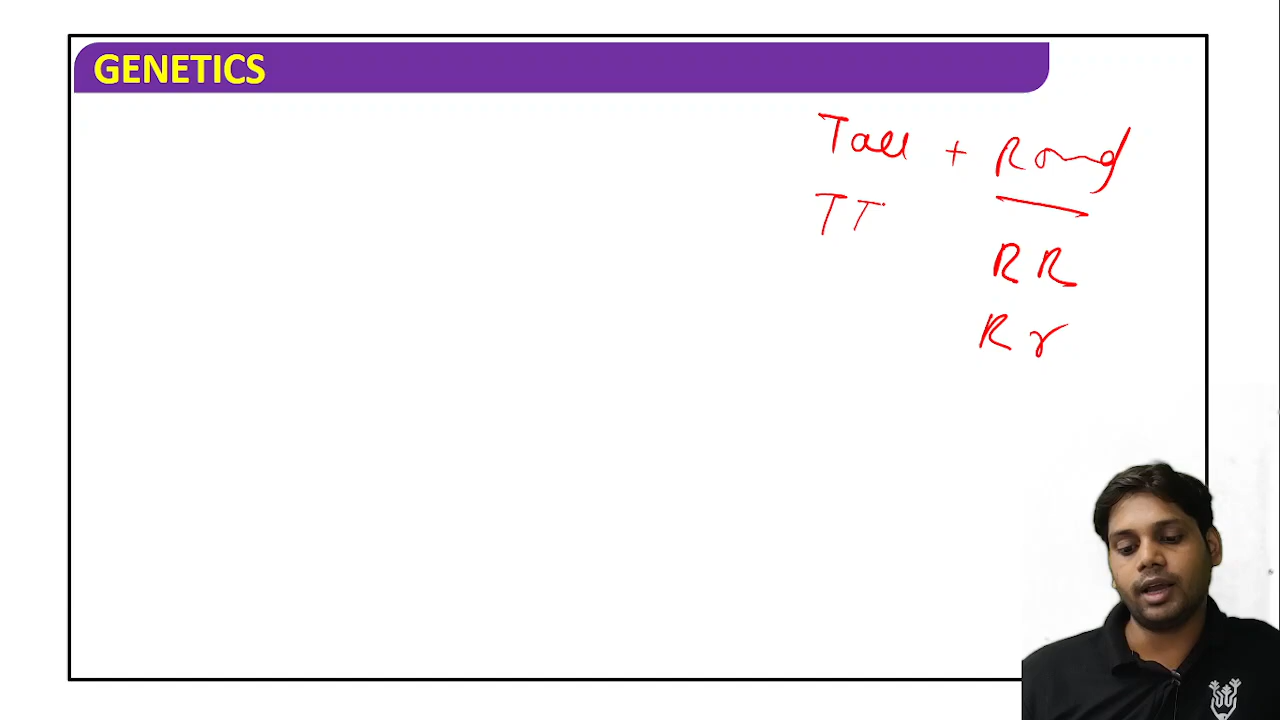 GENETICS
Tall + Round
TT
RR
Rr